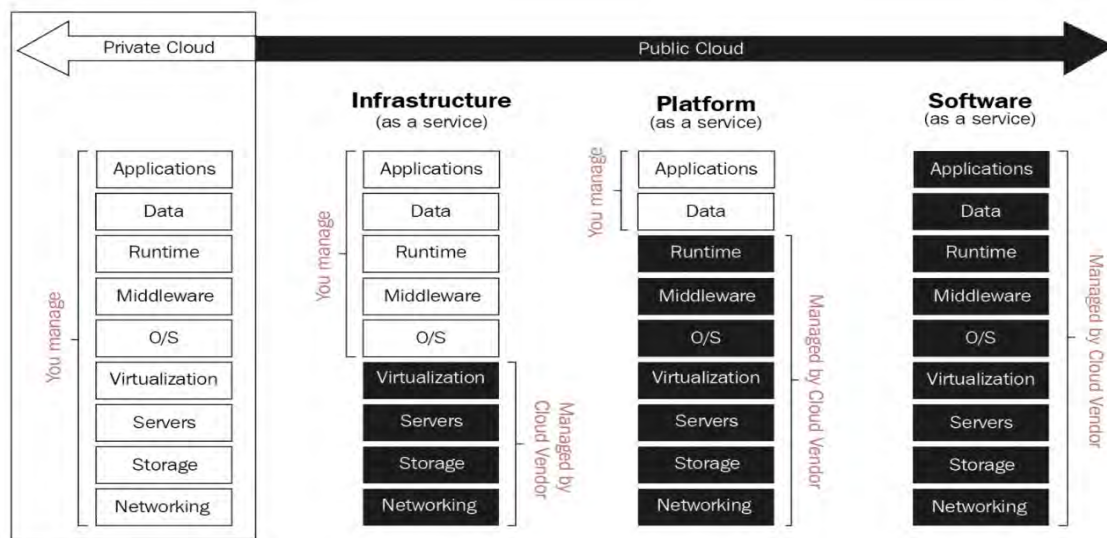 Private Cloud
Public Cloud
Infrastructure
(as a service)
Platform
(as a service)
Software
(as a service)
You manage
Applications
Data
Runtime
Middleware
O/S
Virtualization
Servers
Storage
Networking
You manage
Applications
Data
Runtime
Middleware
O/S
Virtualization
Servers
Storage
Networking
Managed by
Cloud Vendor
You manage
Applications
Data
Runtime
Middleware
O/S
Virtualization
Servers
Storage
Networking
Managed by Cloud Vendor
Applications
Data
Runtime
Middleware
O/S
Virtualization
Servers
Storage
Networking
Managed by Cloud Vendor